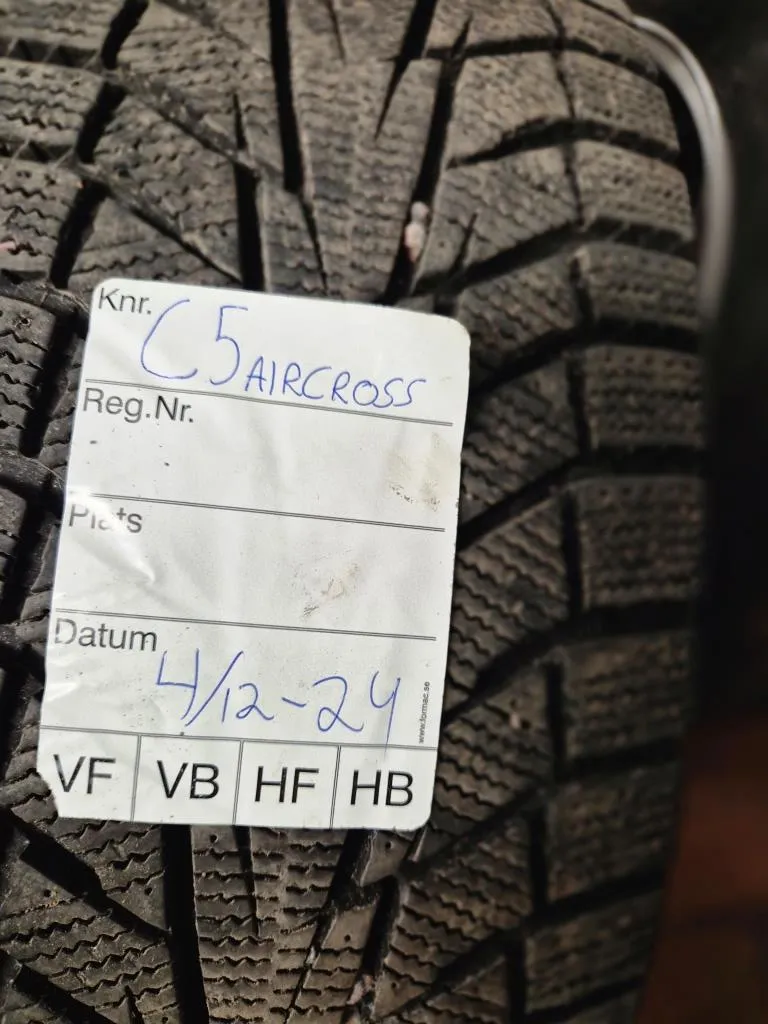 Knr. C5 AIRCROSS
Reg.Nr.
Plats
Datum 4/12-24
www.formac.se
VF VB HF HB